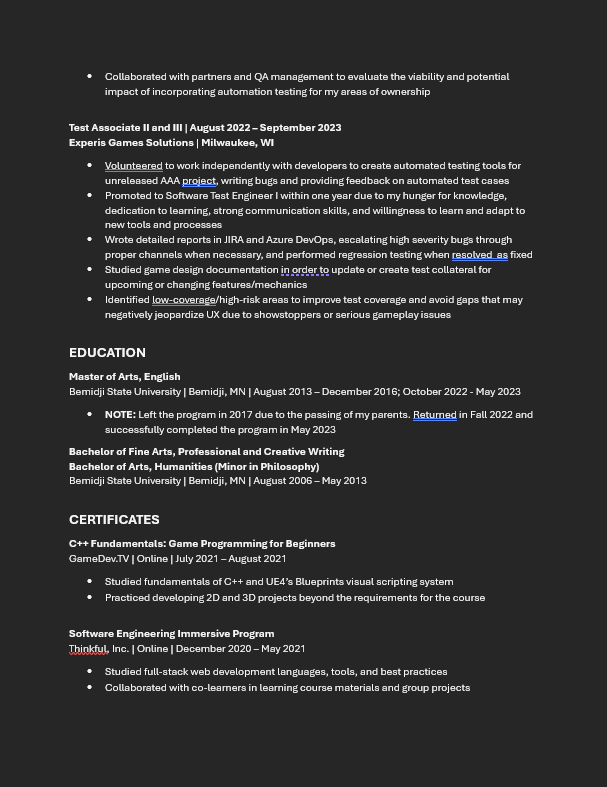 Collaborated with partners and QA management to evaluate the viability and potential
impact of incorporating automation testing for my areas of ownership
Test Associate II and III | August 2022 – September 2023
Experis Games Solutions | Milwaukee, WI
Volunteered to work independently with developers to create automated testing tools for
unreleased AAA project, writing bugs and providing feedback on automated test cases
Promoted to Software Test Engineer I within one year due to my hunger for knowledge,
dedication to learning, strong communication skills, and willingness to learn and adapt to
new tools and processes
Wrote detailed reports in JIRA and Azure DevOps, escalating high severity bugs through
proper channels when necessary, and performed regression testing when resolved as fixed
Studied game design documentation in order to update or create test collateral for
upcoming or changing features/mechanics
Identified low-coverage/high-risk areas to improve test coverage and avoid gaps that may
negatively jeopardize UX due to showstoppers or serious gameplay issues
EDUCATION
Master of Arts, English
Bemidji State University | Bemidji, MN | August 2013 – December 2016; October 2022 - May 2023
NOTE: Left the program in 2017 due to the passing of my parents. Returned in Fall 2022 and
successfully completed the program in May 2023
Bachelor of Fine Arts, Professional and Creative Writing
Bachelor of Arts, Humanities (Minor in Philosophy)
Bemidji State University | Bemidji, MN | August 2006 – May 2013
CERTIFICATES
C++ Fundamentals: Game Programming for Beginners
GameDev.TV | Online | July 2021 – August 2021
Studied fundamentals of C++ and UE4’s Blueprints visual scripting system
Practiced developing 2D and 3D projects beyond the requirements for the course
Software Engineering Immersive Program
Thinkful, Inc. | Online | December 2020 – May 2021
Studied full-stack web development languages, tools, and best practices
Collaborated with co-learners in learning course materials and group projects